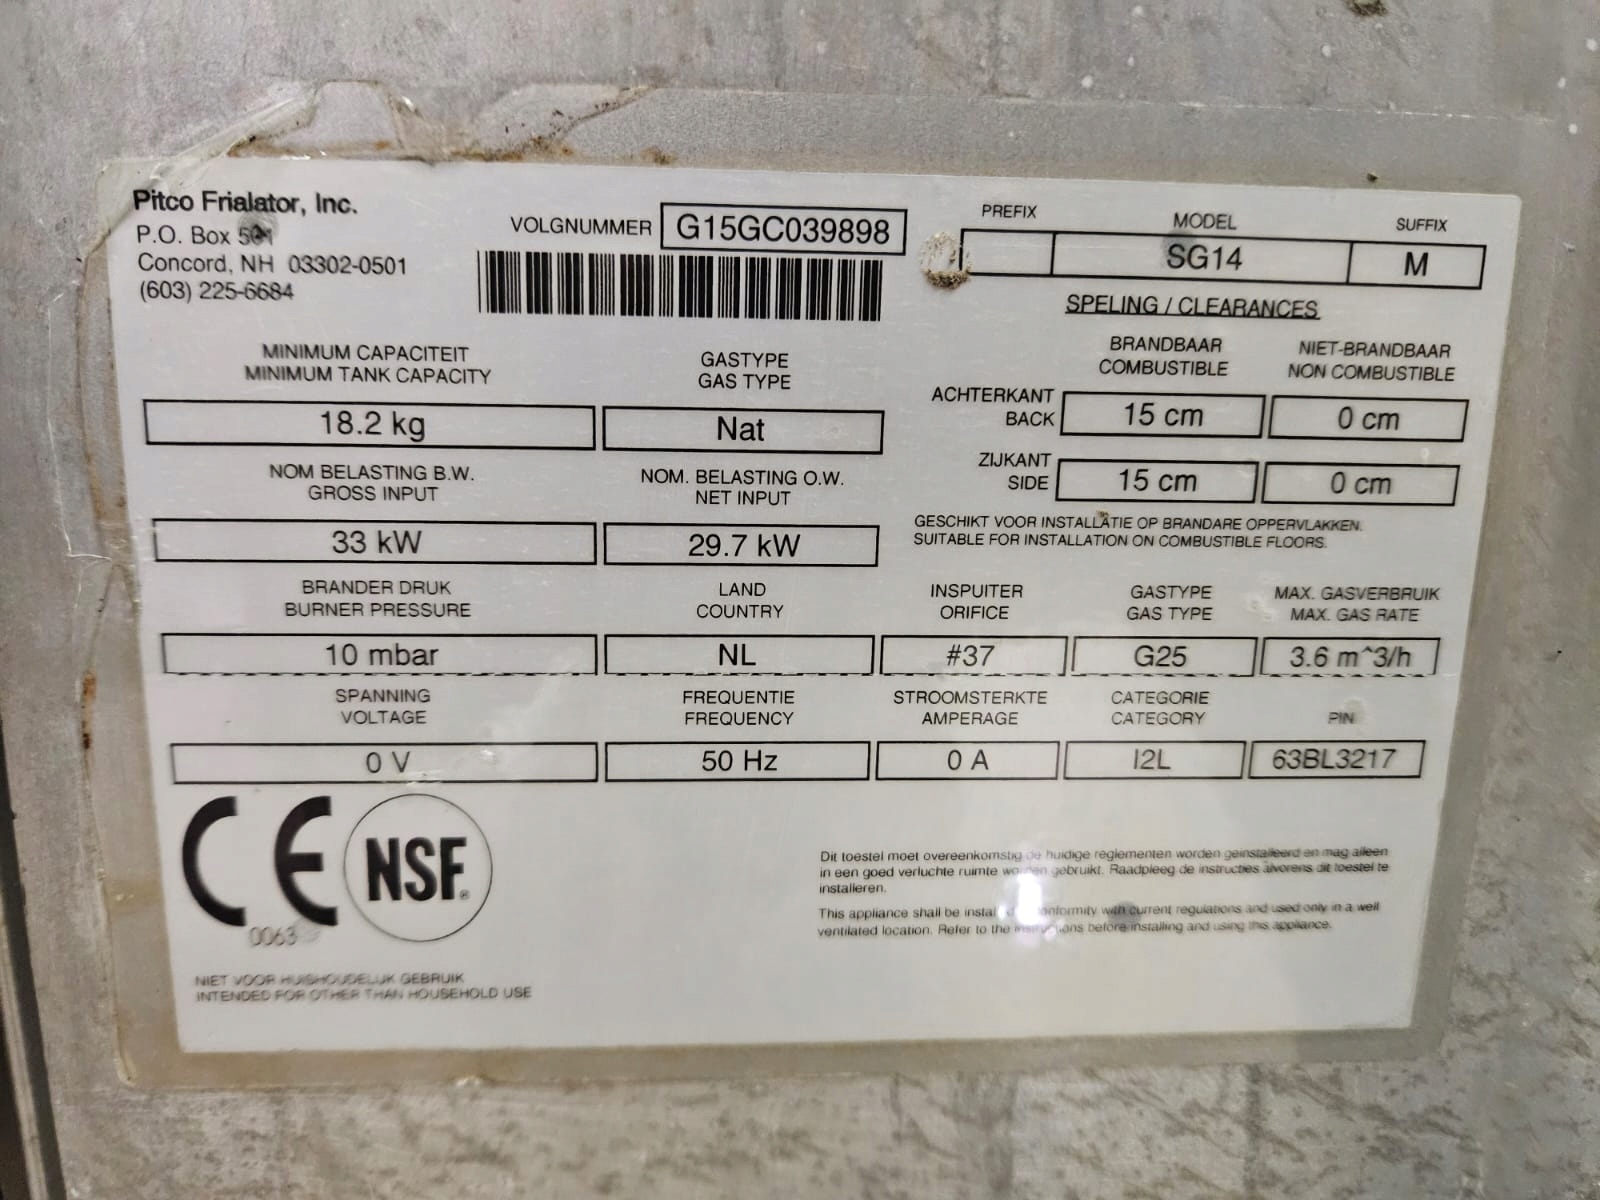 Pitco Frialator, Inc.
P.O. Box 501
Concord, NH 03302-0501
(603) 225-6684
VOLGNUMMER G15GC039898
PREFIX MODEL SUFFIX
SG14 M
SPELING / CLEARANCES
BRANDBAAR NIET-BRANDBAAR
COMBUSTIBLE NON COMBUSTIBLE
ACHTERKANT
BACK 15 cm 0 cm
ZIJKANT
SIDE 15 cm 0 cm
GESCHIKT VOOR INSTALLATIE OP BRANDARE OPPERVLAKKEN.
SUITABLE FOR INSTALLATION ON COMBUSTIBLE FLOORS.
MINIMUM CAPACITEIT GASTYPE
MINIMUM TANK CAPACITY GAS TYPE
18.2 kg Nat
NOM BELASTING B.W. NOM. BELASTING O.W.
GROSS INPUT NET INPUT
33 kW 29.7 kW
BRANDER DRUK LAND INSPUITER GASTYPE MAX. GASVERBRUIK
BURNER PRESSURE COUNTRY ORIFICE GAS TYPE MAX. GAS RATE
10 mbar NL #37 G25 3.6 m^3/h
SPANNING FREQUENTIE STROOMSTERKTE CATEGORIE
VOLTAGE FREQUENCY AMPERAGE CATEGORY PIN
0 V 50 Hz 0 A I2L 63BL3217
CE NSF®
0063
Dit toestel moet overeenkomstig de huidige reglementen worden geinstalleerd en mag alleen
in een goed verluchte ruimte worden gebruikt. Raadpleeg de instructies alvorens dit toestel te
installeren.
This appliance shall be instal conformity with current regulations and used only in a well
ventilated location. Refer to the instructions before installing and using this appliance.
NIET VOOR HUISHOUDELIJK GEBRUIK
INTENDED FOR OTHER THAN HOUSEHOLD USE